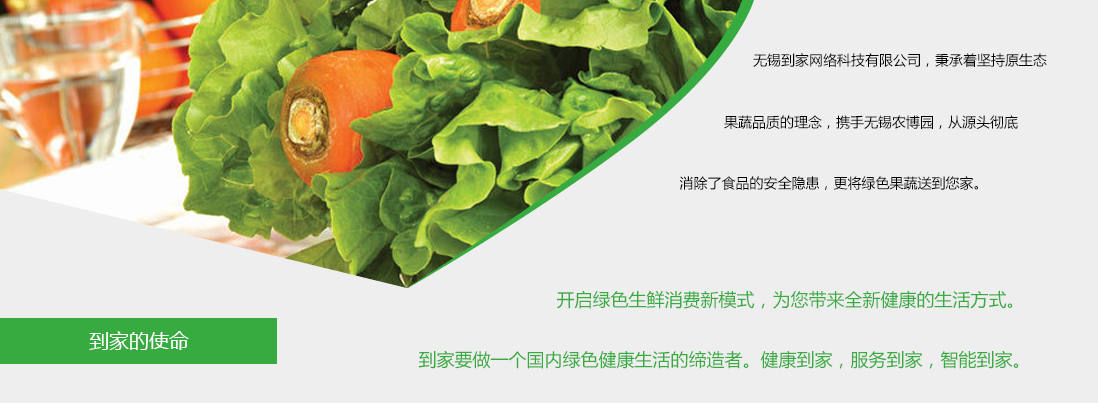 无锡到家网络科技有限公司，秉承着坚持原生态
果蔬品质的理念，携手无锡农博园，从源头彻底
消除了食品的安全隐患，更将绿色果蔬送到您家。
开启绿色生鲜消费新模式，为您带来全新健康的生活方式。
到家的使命
到家要做一个国内绿色健康生活的缔造者。健康到家，服务到家，智能到家。